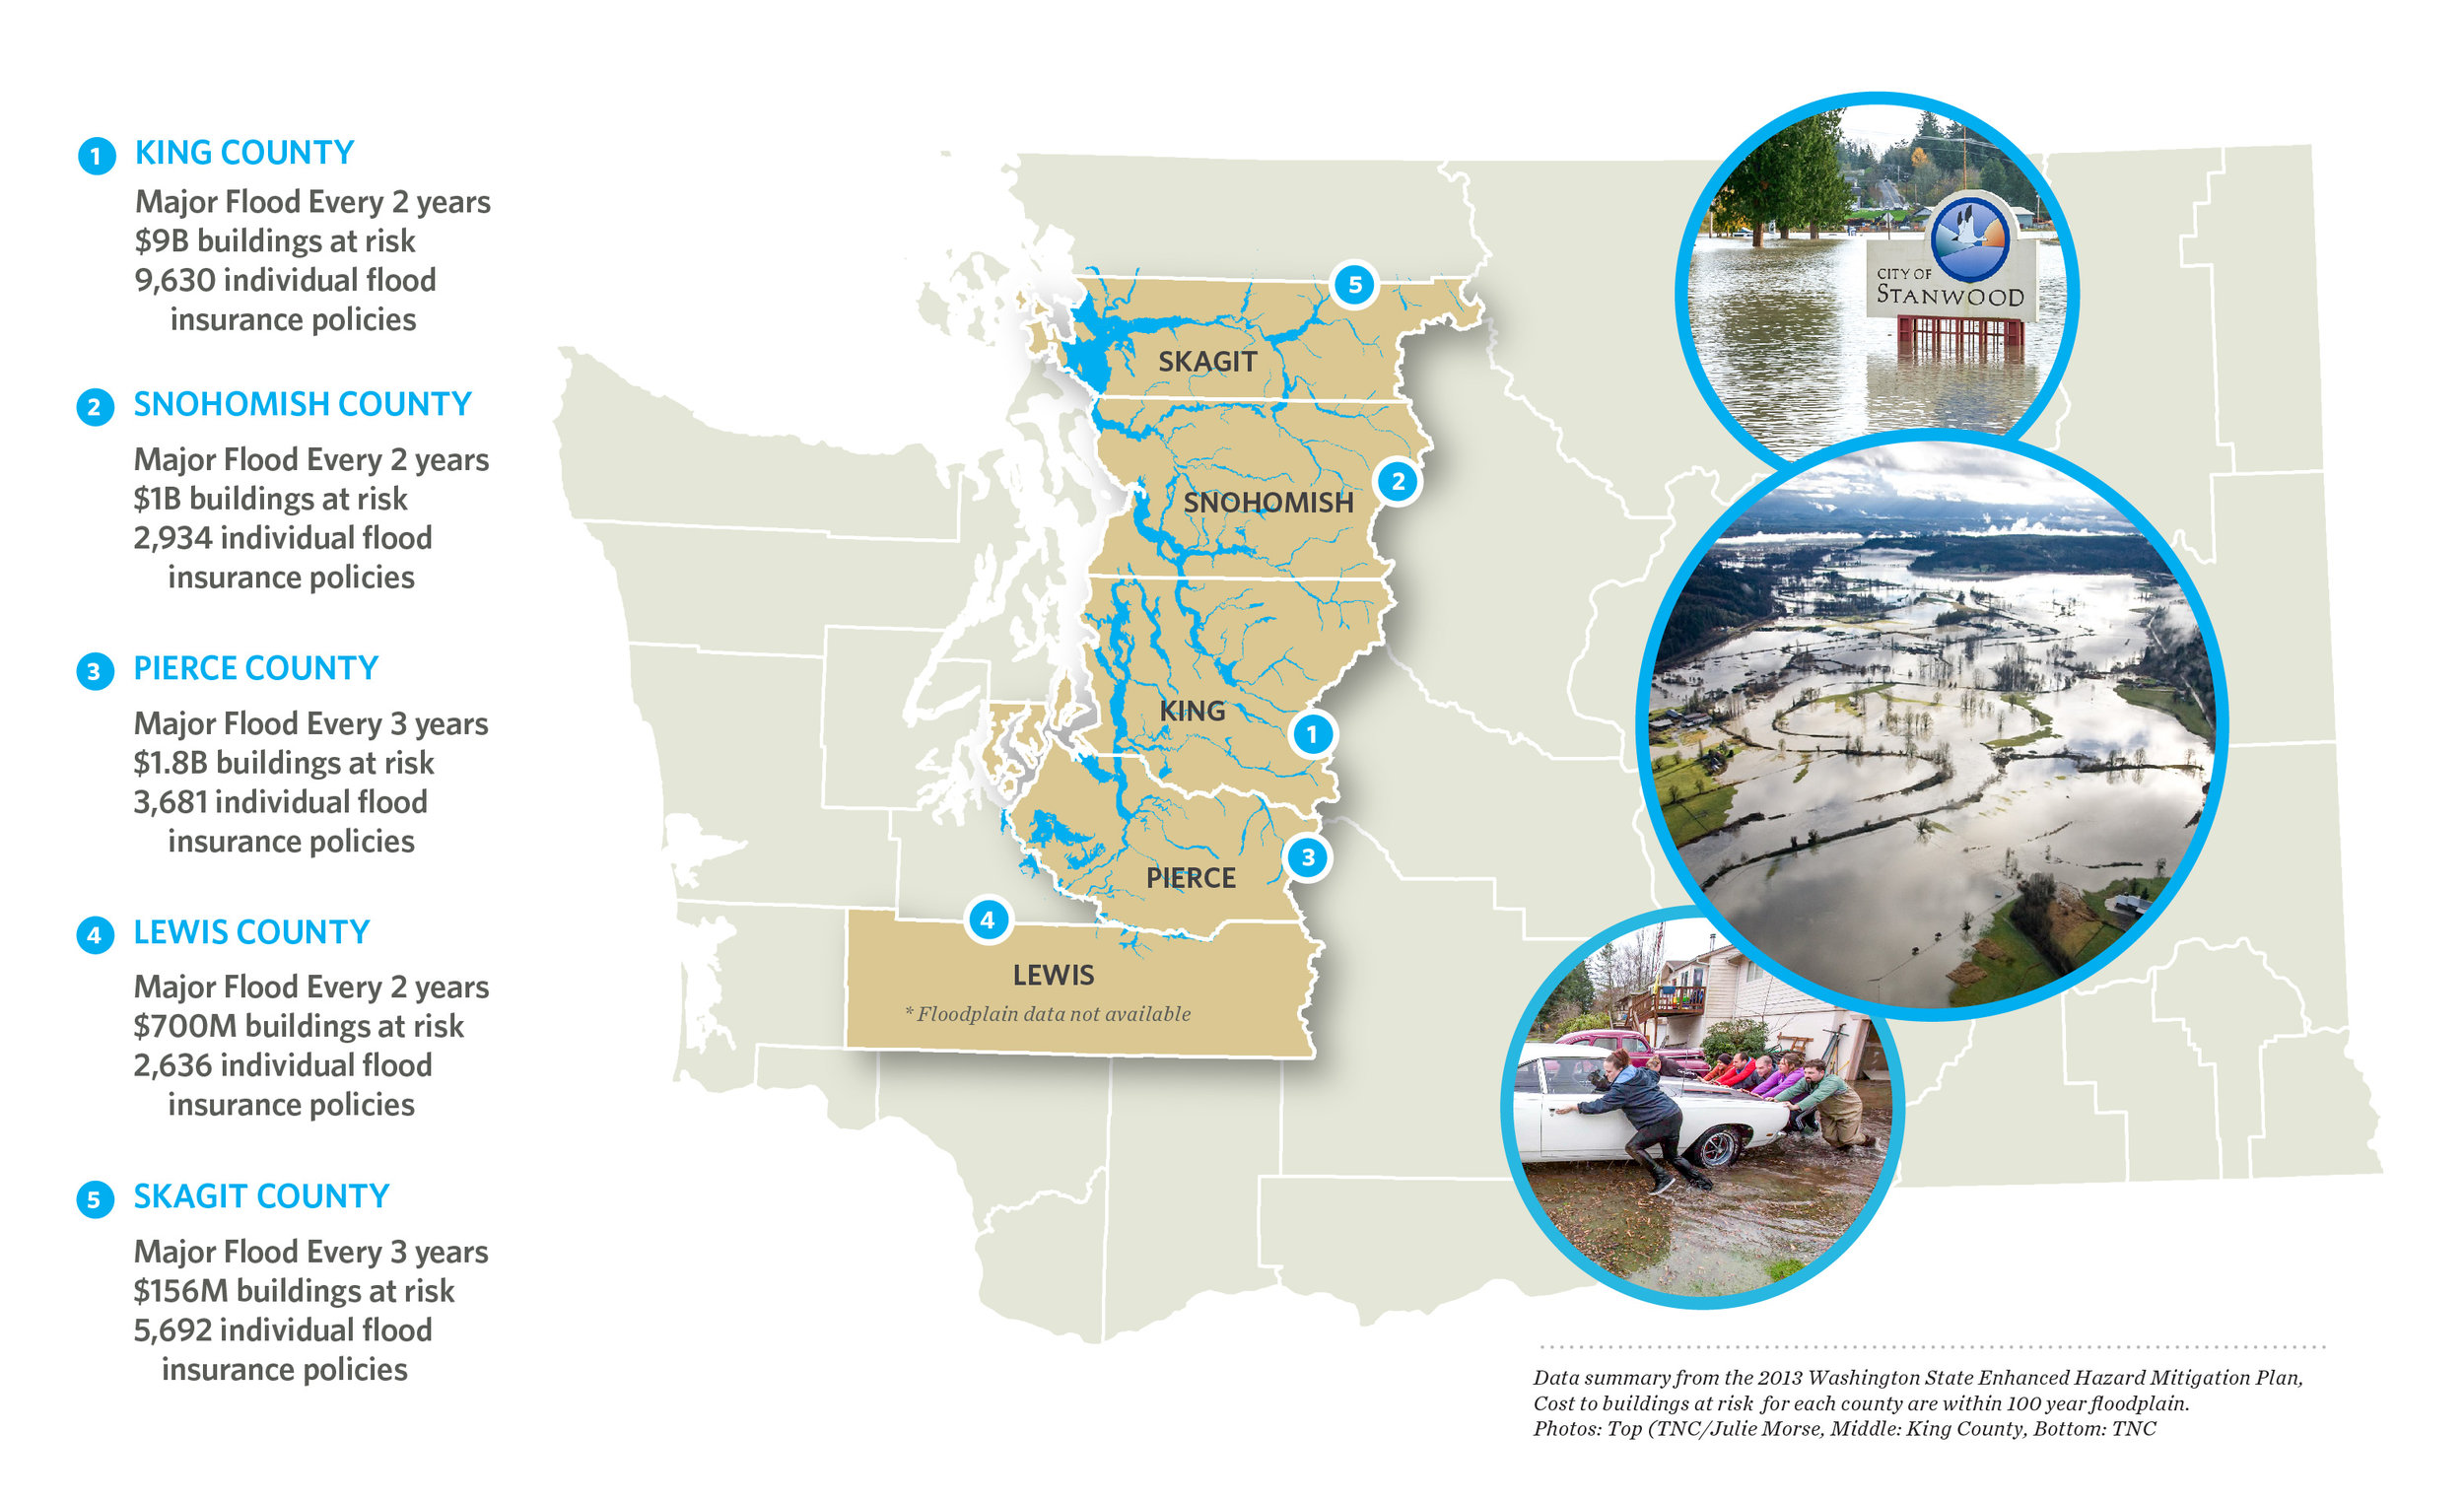 1 KING COUNTY
Major Flood Every 2 years
$9B buildings at risk
9,630 individual flood
insurance policies
2 SNOHOMISH COUNTY
Major Flood Every 2 years
$1B buildings at risk
2,934 individual flood
insurance policies
3 PIERCE COUNTY
Major Flood Every 3 years
$1.8B buildings at risk
3,681 individual flood
insurance policies
4 LEWIS COUNTY
Major Flood Every 2 years
$700M buildings at risk
2,636 individual flood
insurance policies
5 SKAGIT COUNTY
Major Flood Every 3 years
$156M buildings at risk
5,692 individual flood
insurance policies
5
SKAGIT
2
SNOHOMISH
KING
1
3
PIERCE
4
LEWIS
* Floodplain data not available
CITY OF
STANWOOD
Data summary from the 2013 Washington State Enhanced Hazard Mitigation Plan,
Cost to buildings at risk for each county are within 100 year floodplain.
Photos: Top (TNC/Julie Morse, Middle: King County, Bottom: TNC